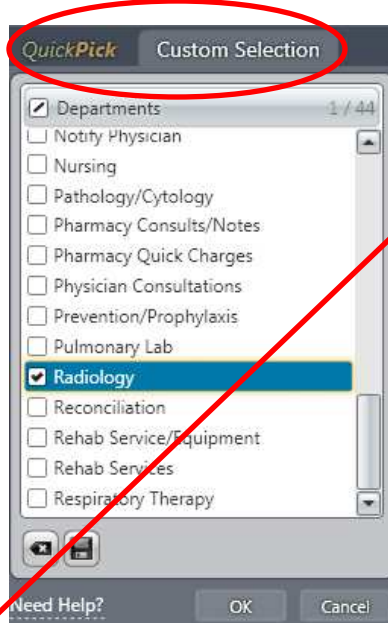 QuickPick Custom Selection
Departments 1 / 44
Notify Physician
Nursing
Pathology/Cytology
Pharmacy Consults/Notes
Pharmacy Quick Charges
Physician Consultations
Prevention/Prophylaxis
Pulmonary Lab
Radiology
Reconciliation
Rehab Service/Equipment
Rehab Services
Respiratory Therapy
Need Help? OK Cancel